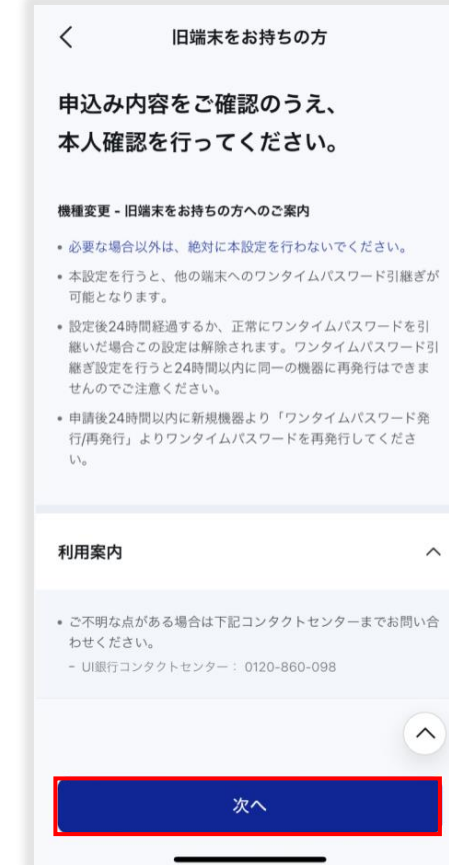 旧端末をお持ちの方
申込み内容をご確認のうえ、
本人確認を行ってください。
機種変更 - 旧端末をお持ちの方へのご案内
• 必要な場合以外は、絶対に本設定を行わないでください。
• 本設定を行うと、他の端末へのワンタイムパスワード引継ぎが
可能となります。
• 設定後24時間経過するか、正常にワンタイムパスワードを引
継いだ場合この設定は解除されます。ワンタイムパスワード引
継ぎ設定を行うと24時間以内に同一の機器に再発行はできま
せんのでご注意ください。
• 申請後24時間以内に新規機器より「ワンタイムパスワード発
行/再発行」よりワンタイムパスワードを再発行してくださ
い。
利用案内
• ご不明な点がある場合は下記コンタクトセンターまでお問い合
わせください。
- UI銀行コンタクトセンター： 0120-860-098
次へ